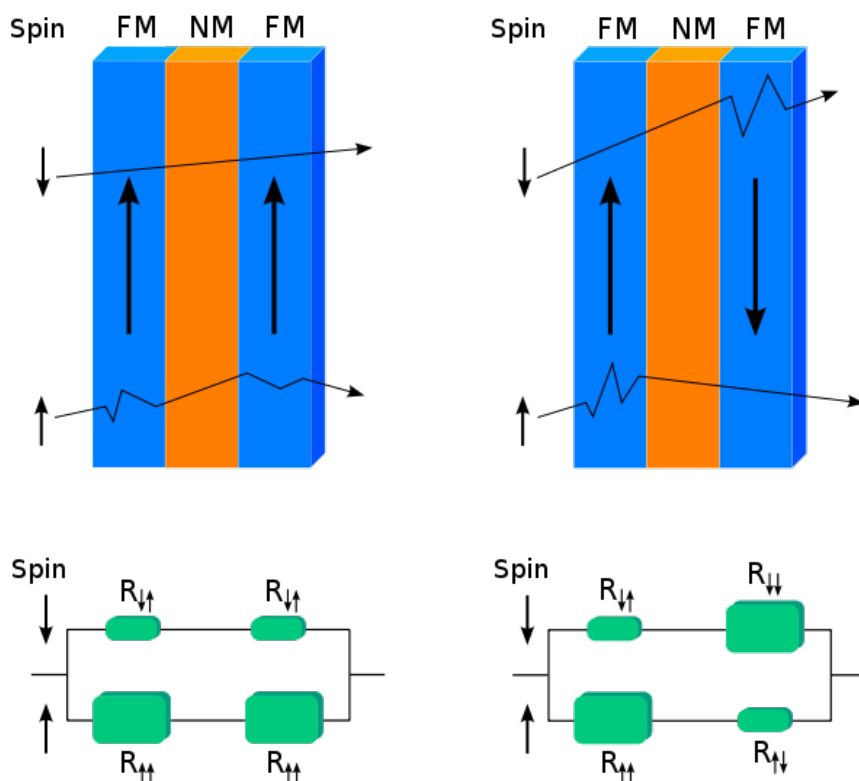 Spin FM NM FM
Spin FM NM FM
Spin
R↓↑ R↓↑
R↑↑ R↑↑
Spin
R↓↑ R↓↓
R↑↑ R↑↓